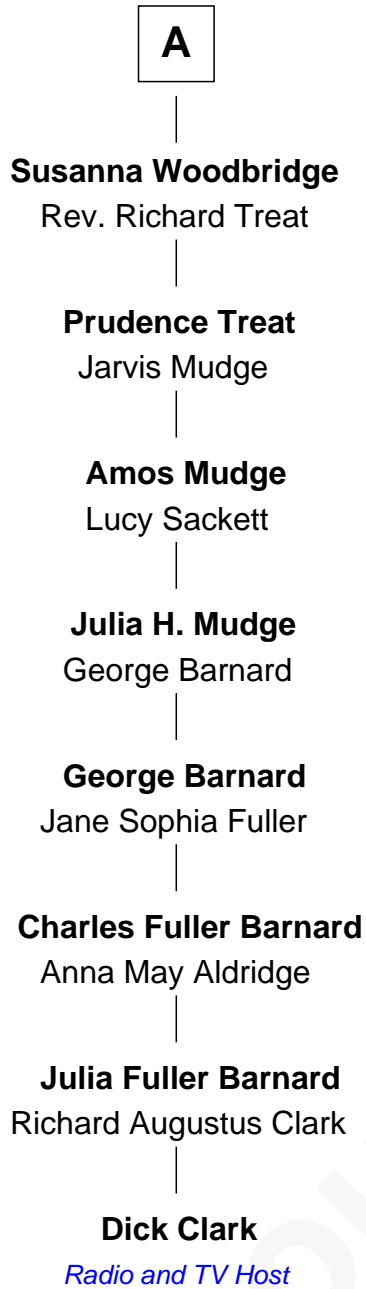 A
Susanna Woodbridge
Rev. Richard Treat
Prudence Treat
Jarvis Mudge
Amos Mudge
Lucy Sackett
Julia H. Mudge
George Barnard
George Barnard
Jane Sophia Fuller
Charles Fuller Barnard
Anna May Aldridge
Julia Fuller Barnard
Richard Augustus Clark
Dick Clark
Radio and TV Host